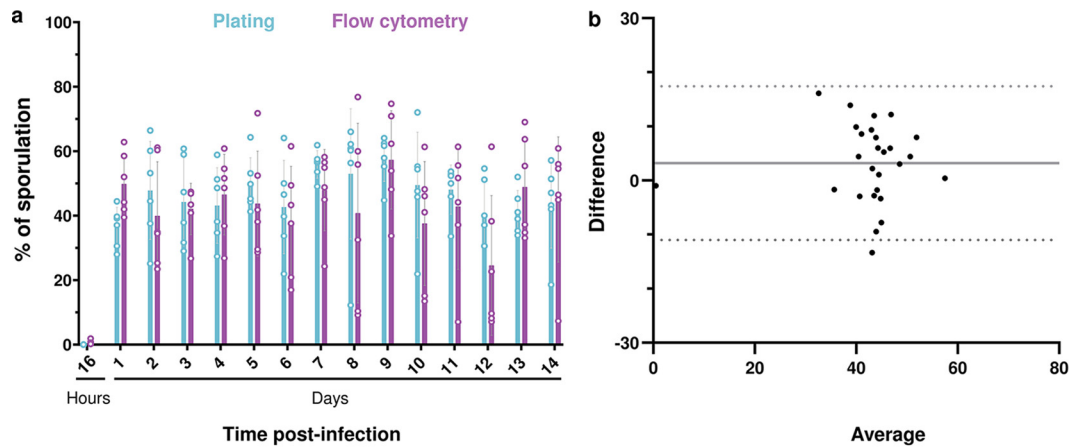 a
Plating Flow cytometry
% of sporulation
100
80
60
40
20
0
16 1 2 3 4 5 6 7 8 9 10 11 12 13 14
Hours Days
Time post-infection
b
Difference
30
0
-30
0 20 40 60 80
Average